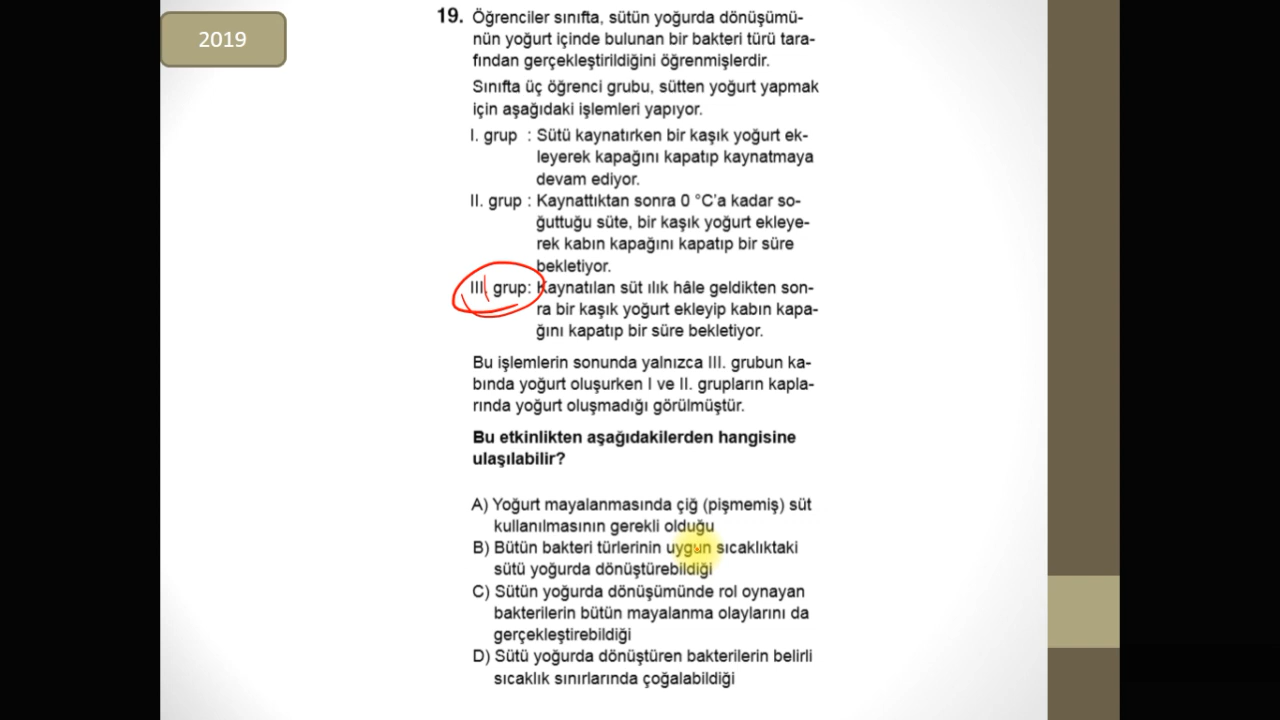 2019
19. Öğrenciler sınıfta, sütün yoğurda dönüşümü-
nün yoğurt içinde bulunan bir bakteri türü tara-
fından gerçekleştirildiğini öğrenmişlerdir.
Sınıfta üç öğrenci grubu, sütten yoğurt yapmak
için aşağıdaki işlemleri yapıyor.
I. grup : Sütü kaynatırken bir kaşık yoğurt ek-
leyerek kapağını kapatıp kaynatmaya
devam ediyor.
II. grup : Kaynattıktan sonra 0 °C'a kadar so-
ğuttuğu süte, bir kaşık yoğurt ekleye-
rek kabın kapağını kapatıp bir süre
bekletiyor.
III. grup: Kaynatılan süt ılık hâle geldikten son-
ra bir kaşık yoğurt ekleyip kabın kapa-
ğını kapatıp bir süre bekletiyor.
Bu işlemlerin sonunda yalnızca III. grubun ka-
bında yoğurt oluşurken I ve II. grupların kapla-
rında yoğurt oluşmadığı görülmüştür.
Bu etkinlikten aşağıdakilerden hangisine
ulaşılabilir?
A) Yoğurt mayalanmasında çiğ (pişmemiş) süt
kullanılmasının gerekli olduğu
B) Bütün bakteri türlerinin uygun sıcaklıktaki
sütü yoğurda dönüştürebildiği
C) Sütün yoğurda dönüşümünde rol oynayan
bakterilerin bütün mayalanma olaylarını da
gerçekleştirebildiği
D) Sütü yoğurda dönüştüren bakterilerin belirli
sıcaklık sınırlarında çoğalabildiği